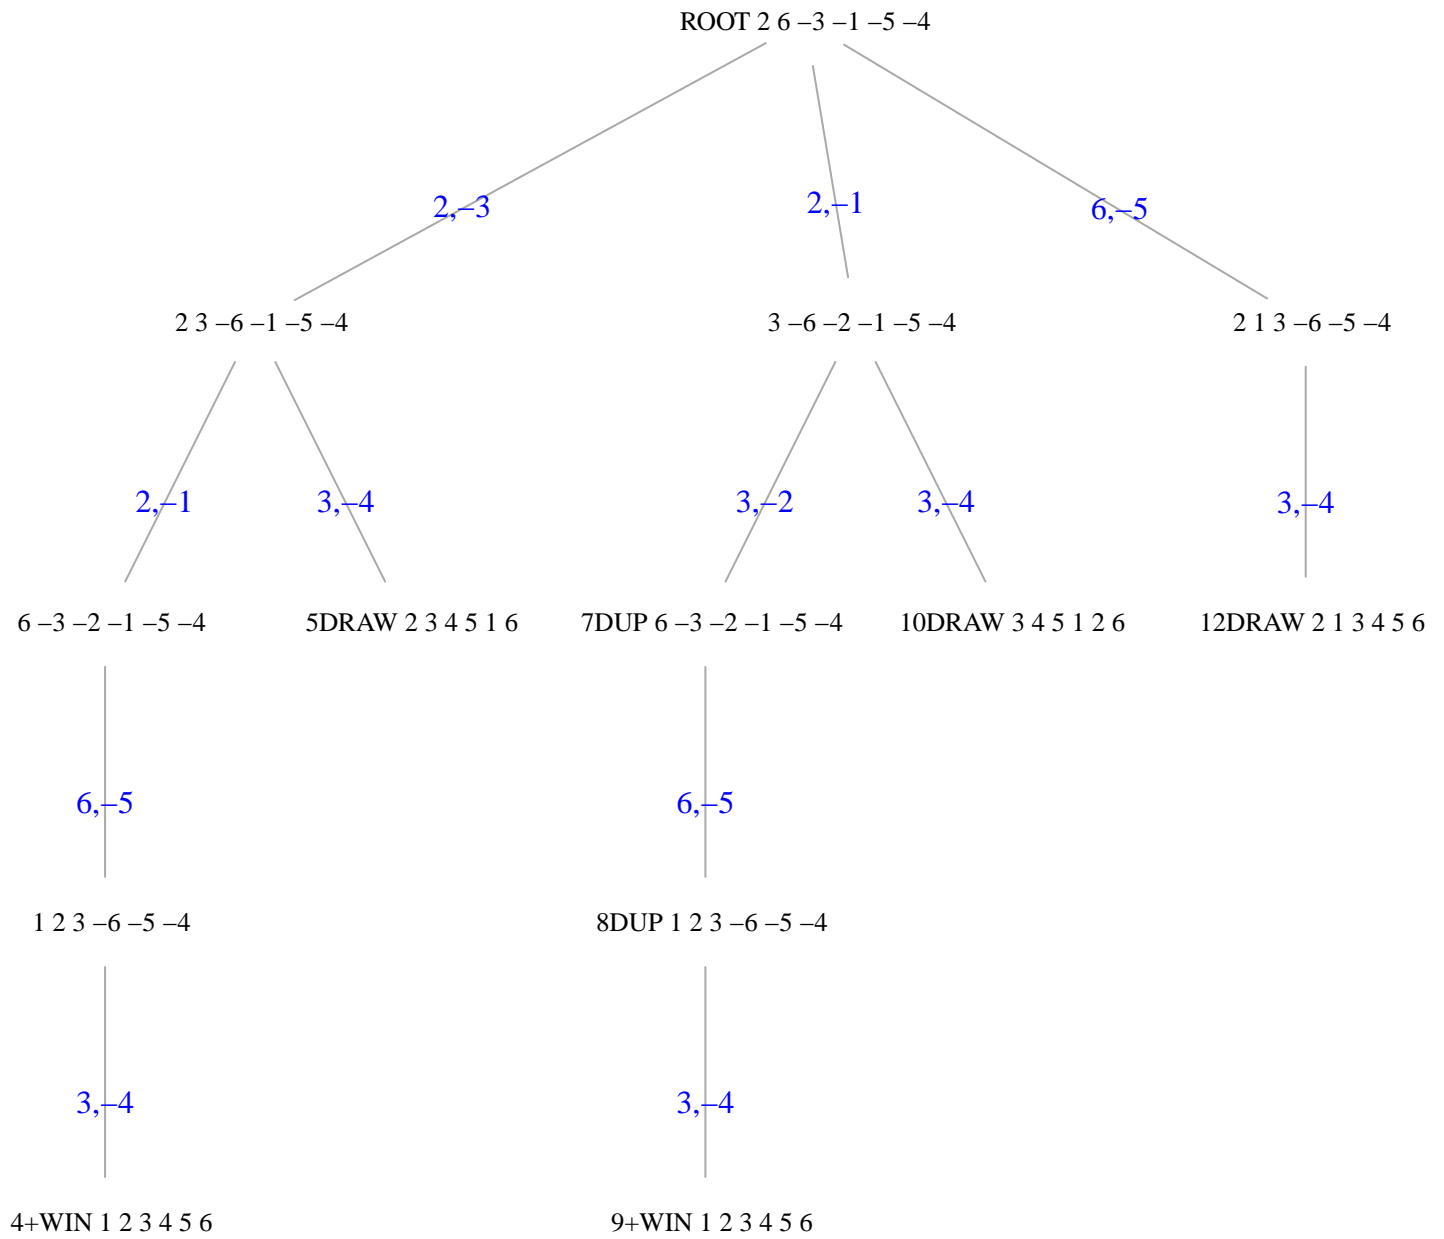 ROOT 2 6 –3 –1 –5 –4
2,–3 2,–1 6,–5
2 3 –6 –1 –5 –4 3 –6 –2 –1 –5 –4 2 1 3 –6 –5 –4
2,–1 3,–4 3,–2 3,–4 3,–4
6 –3 –2 –1 –5 –4 5DRAW 2 3 4 5 1 6 7DUP 6 –3 –2 –1 –5 –4 10DRAW 3 4 5 1 2 6 12DRAW 2 1 3 4 5 6
6,–5 6,–5
1 2 3 –6 –5 –4 8DUP 1 2 3 –6 –5 –4
3,–4 3,–4
4+WIN 1 2 3 4 5 6 9+WIN 1 2 3 4 5 6